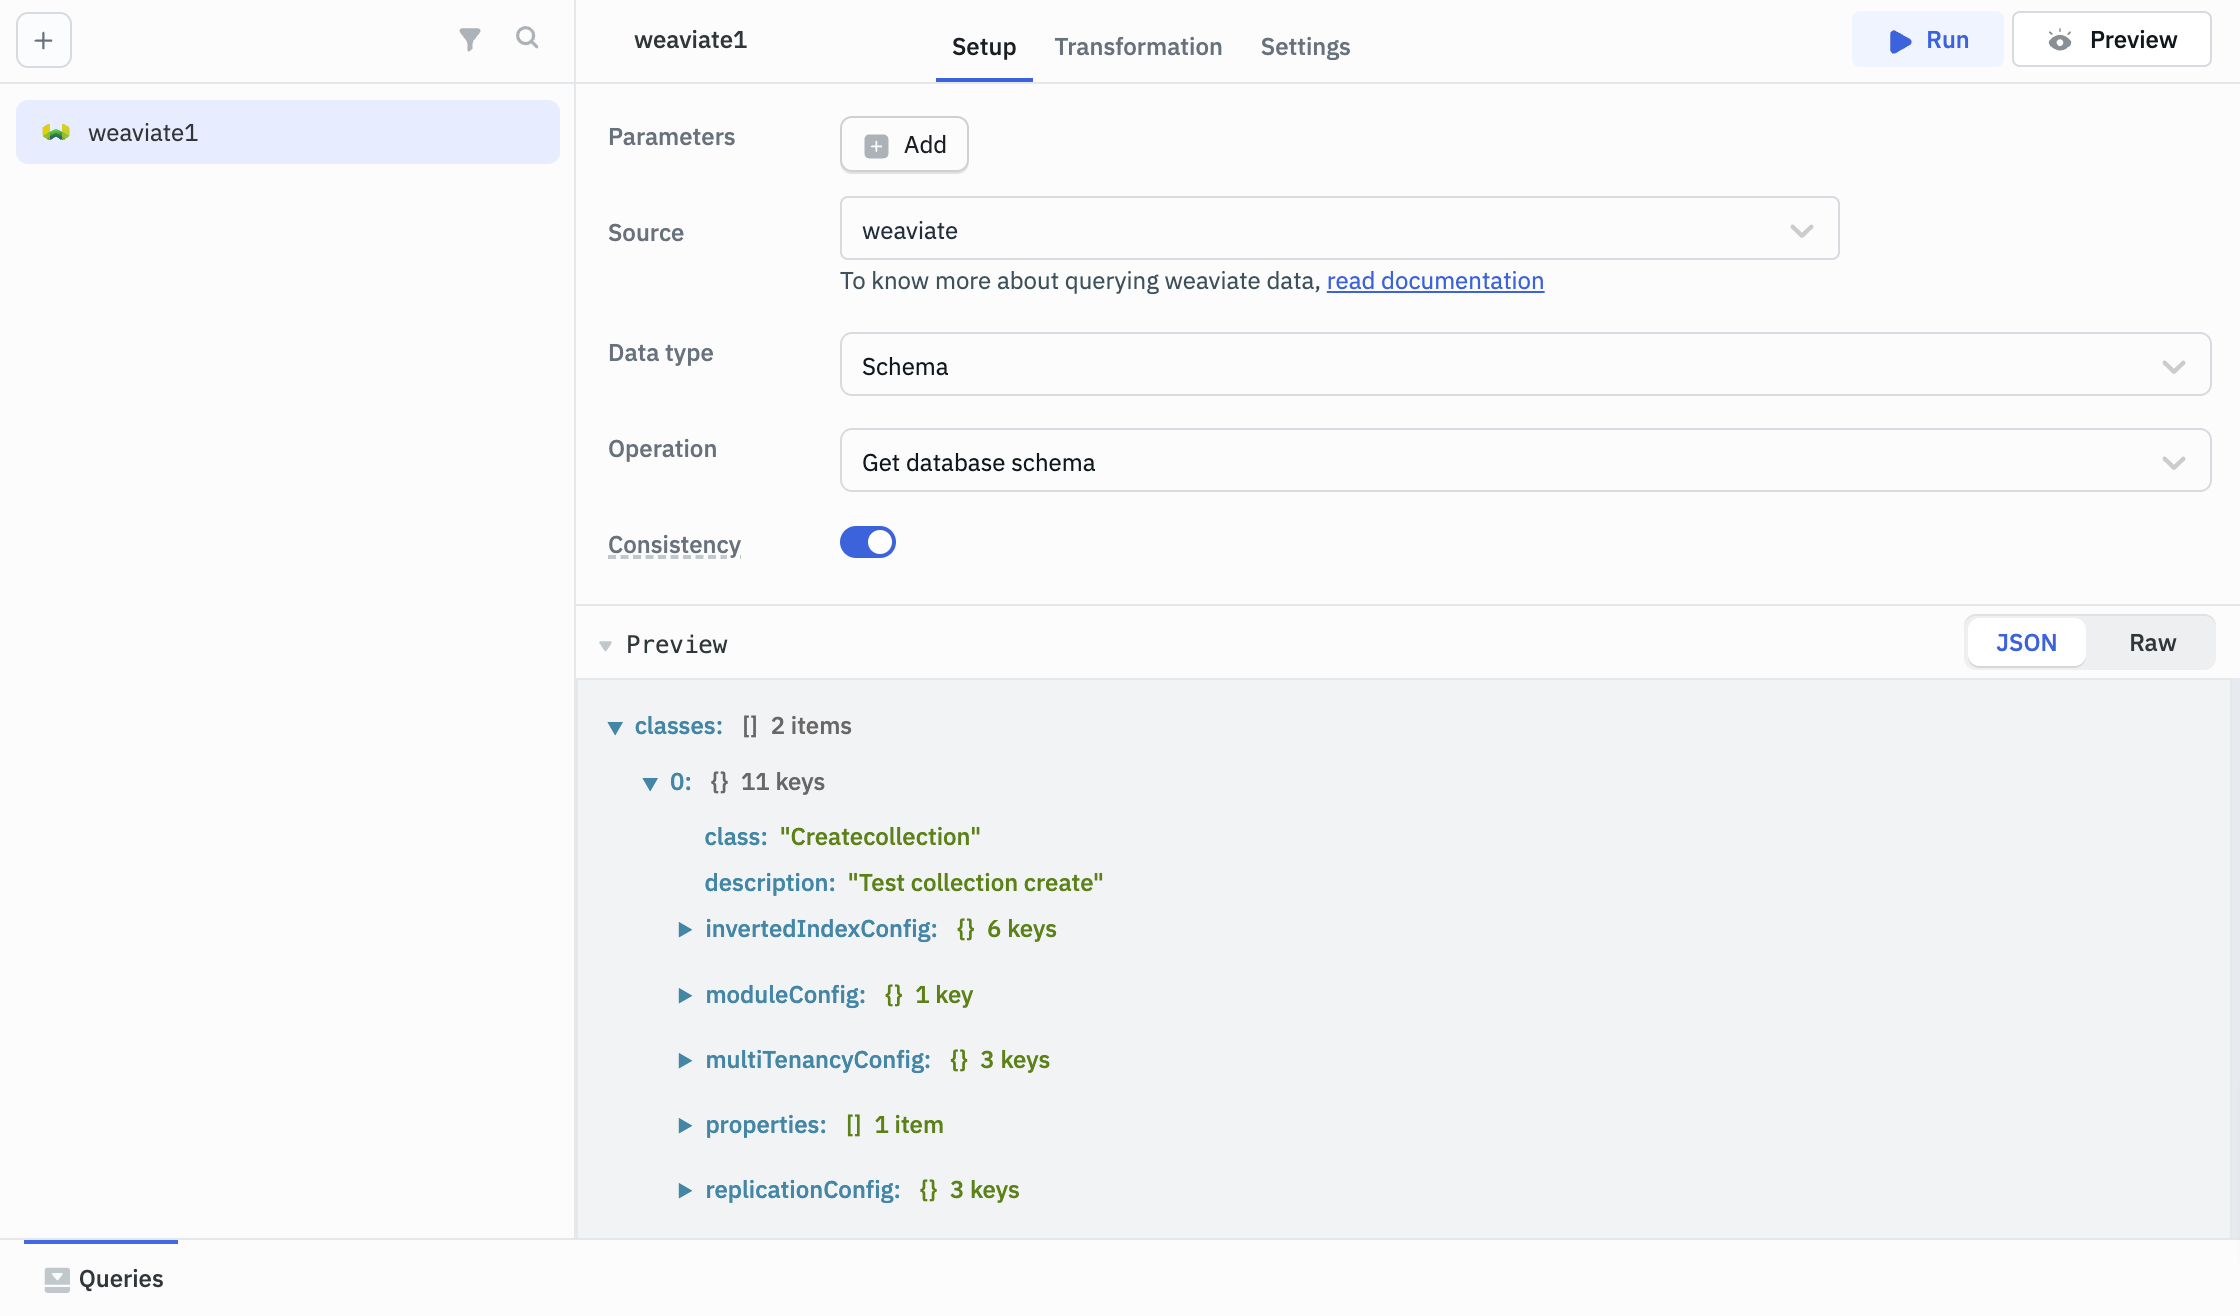 weaviate1
Setup
Transformation
Settings
Run
Preview
weaviate1
Parameters
Add
Source
weaviate
To know more about querying weaviate data, read documentation
Data type
Schema
Operation
Get database schema
Consistency
Preview
JSON
Raw
classes: [] 2 items
0: {} 11 keys
class: "Createcollection"
description: "Test collection create"
invertedIndexConfig: {} 6 keys
moduleConfig: {} 1 key
multiTenancyConfig: {} 3 keys
properties: [] 1 item
replicationConfig: {} 3 keys
Queries